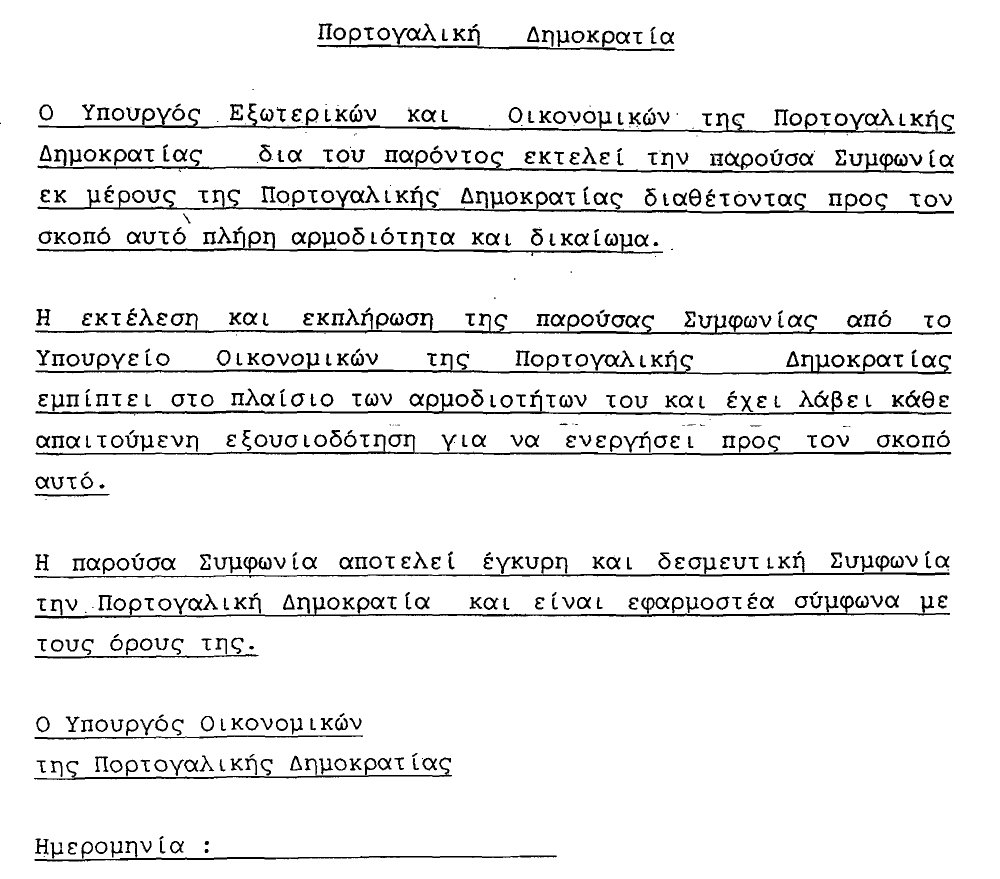 Πορτογαλική Δημοκρατία
Ο Υπουργός Εξωτερικών και Οικονομικών της Πορτογαλικής
Δημοκρατίας δια του παρόντος εκτελεί την παρούσα Συμφωνία
εκ μέρους της Πορτογαλικής Δημοκρατίας διαθέτοντας προς τον
σκοπό αυτό πλήρη αρμοδιότητα και δικαίωμα.
Η εκτέλεση και εκπλήρωση της παρούσας Συμφωνίας από το
Υπουργείο Οικονομικών της Πορτογαλικής Δημοκρατίας
εμπίπτει στο πλαίσιο των αρμοδιοτήτων του και έχει λάβει κάθε
απαιτούμενη εξουσιοδότηση για να ενεργήσει προς τον σκοπό
αυτό.
Η παρούσα Συμφωνία αποτελεί έγκυρη και δεσμευτική Συμφωνία
την Πορτογαλική Δημοκρατία και είναι εφαρμοστέα σύμφωνα με
τους όρους της.
Ο Υπουργός Οικονομικών
της Πορτογαλικής Δημοκρατίας
Ημερομηνία :